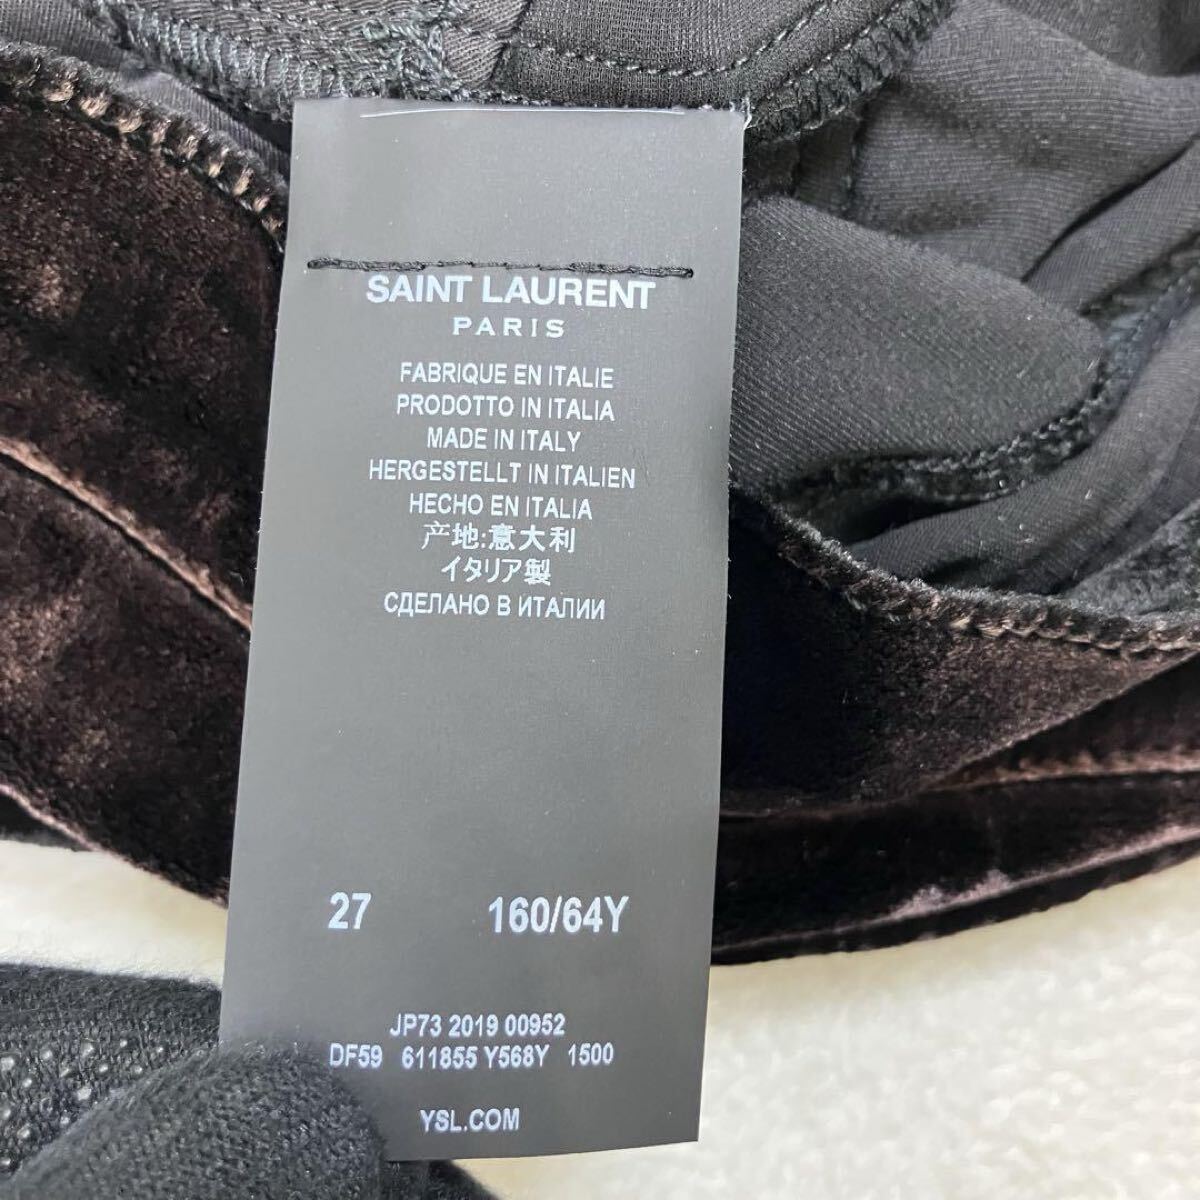 SAINT LAURENT
PARIS
FABRIQUE EN ITALIE
PRODOTTO IN ITALIA
MADE IN ITALY
HERGESTELLT IN ITALIEN
HECHO EN ITALIA
产地:意大利
イタリア製
СДЕЛАНО В ИТАЛИИ
27 160/64Y
JP73 2019 00952
DF59 611855 Y568Y 1500
YSL.COM